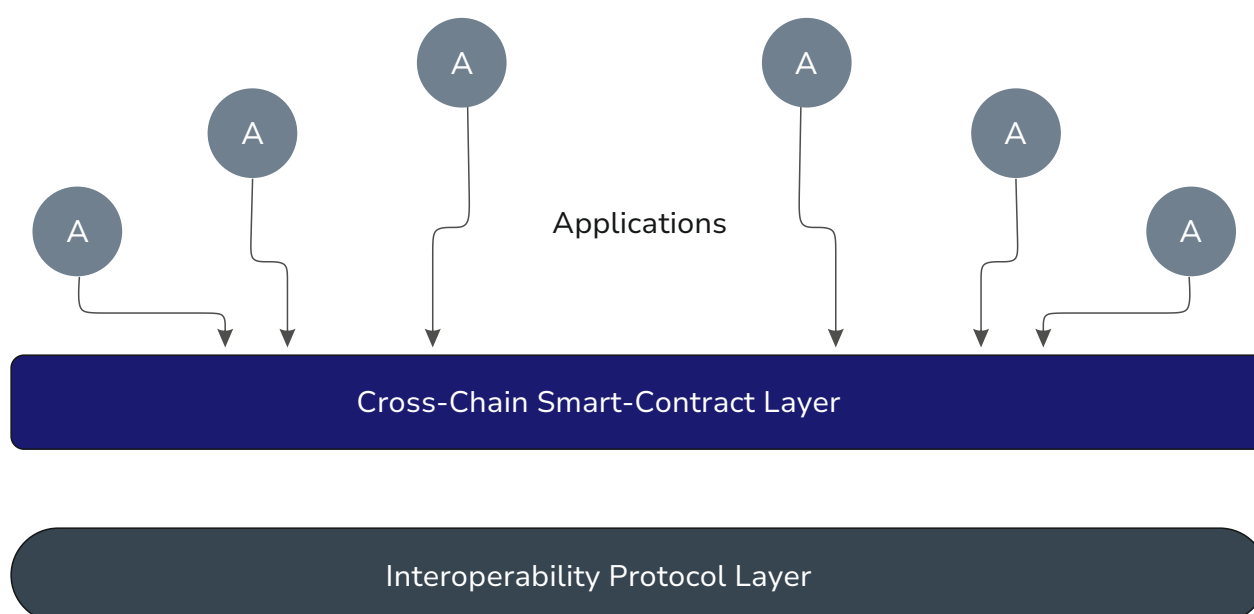 A
A
A
A
A
A
Applications
Cross-Chain Smart-Contract Layer
Interoperability Protocol Layer